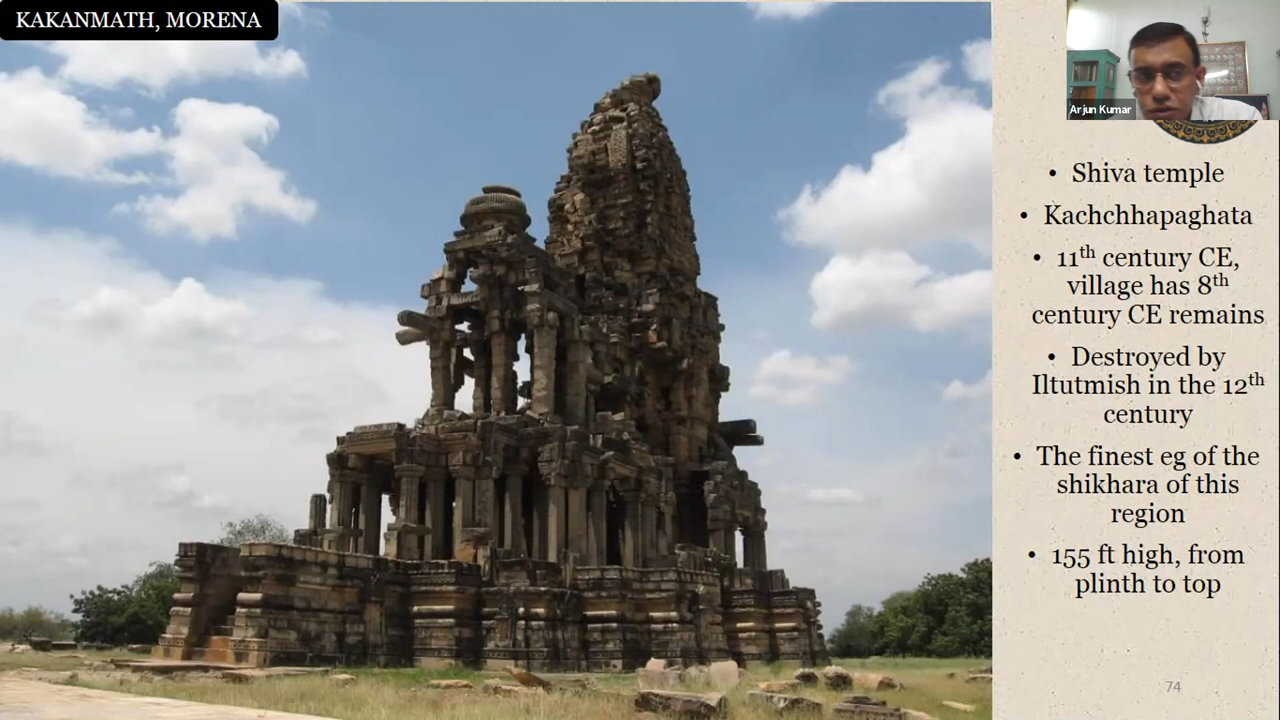 KAKANMATH, MORENA
Arjun Kumar
• Shiva temple
• Kachchhapaghata
• 11th century CE,
village has 8th
century CE remains
• Destroyed by
Iltutmish in the 12th
century
• The finest eg of the
shikhara of this
region
• 155 ft high, from
plinth to top
74